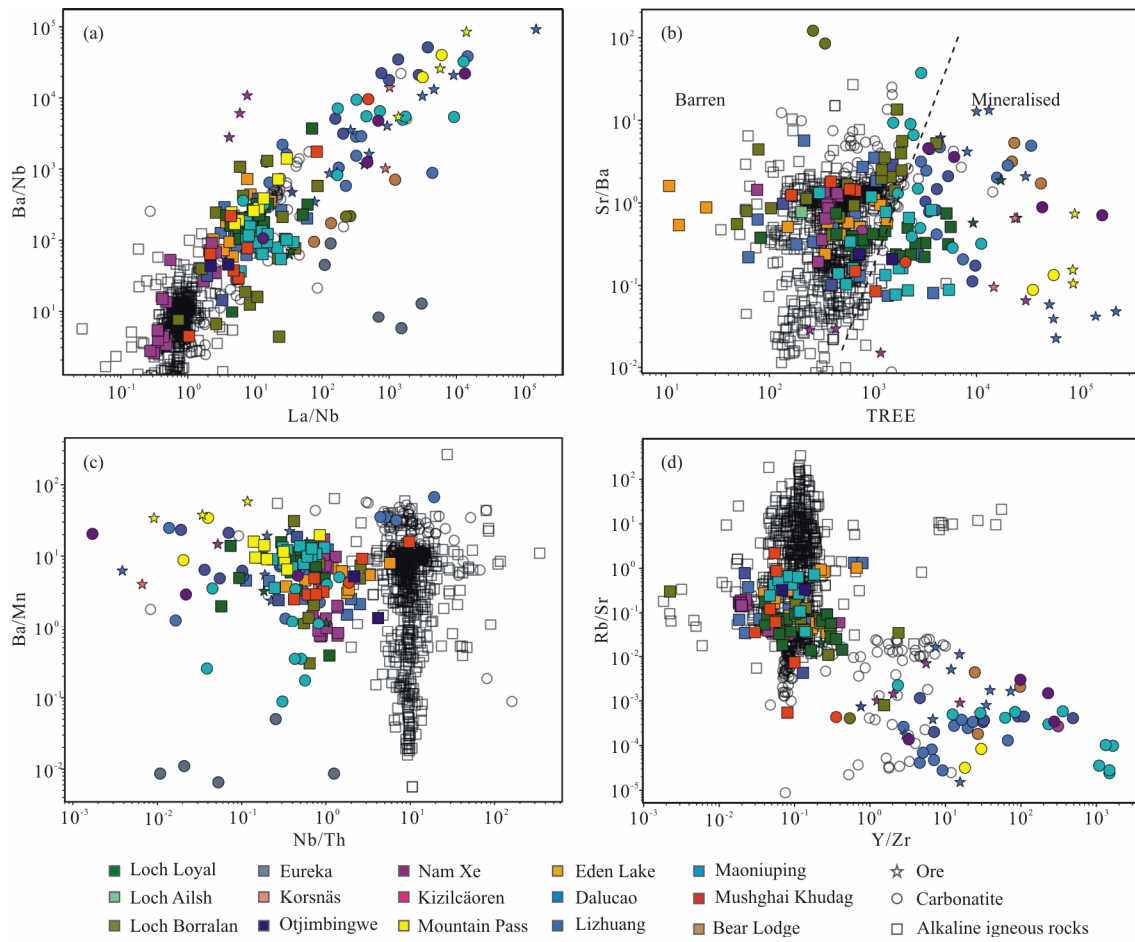 (a)
Ba/Nb
10^5
10^4
10^3
10^2
10^1
10^-1 10^0 10^1 10^2 10^3 10^4 10^5
La/Nb
(b)
Barren
Mineralised
Sr/Ba
10^2
10^1
10^0
10^-1
10^-2
10^1 10^2 10^3 10^4 10^5
TREE
(c)
Ba/Mn
10^2
10^1
10^0
10^-1
10^-2
10^-3 10^-2 10^-1 10^0 10^1 10^2
Nb/Th
(d)
Rb/Sr
10^2
10^1
10^0
10^-1
10^-2
10^-3
10^-4
10^-5
10^-2 10^-1 10^0 10^1 10^2 10^3
Y/Zr
Loch Loyal Eureka Nam Xe Eden Lake Maoniuping Ore
Loch Ailsh Korsnäs Kizilcäoren Dalucao Mushghai Khudag Carbonatite
Loch Borralan Otjimbingwe Mountain Pass Lizhuang Bear Lodge Alkaline igneous rocks